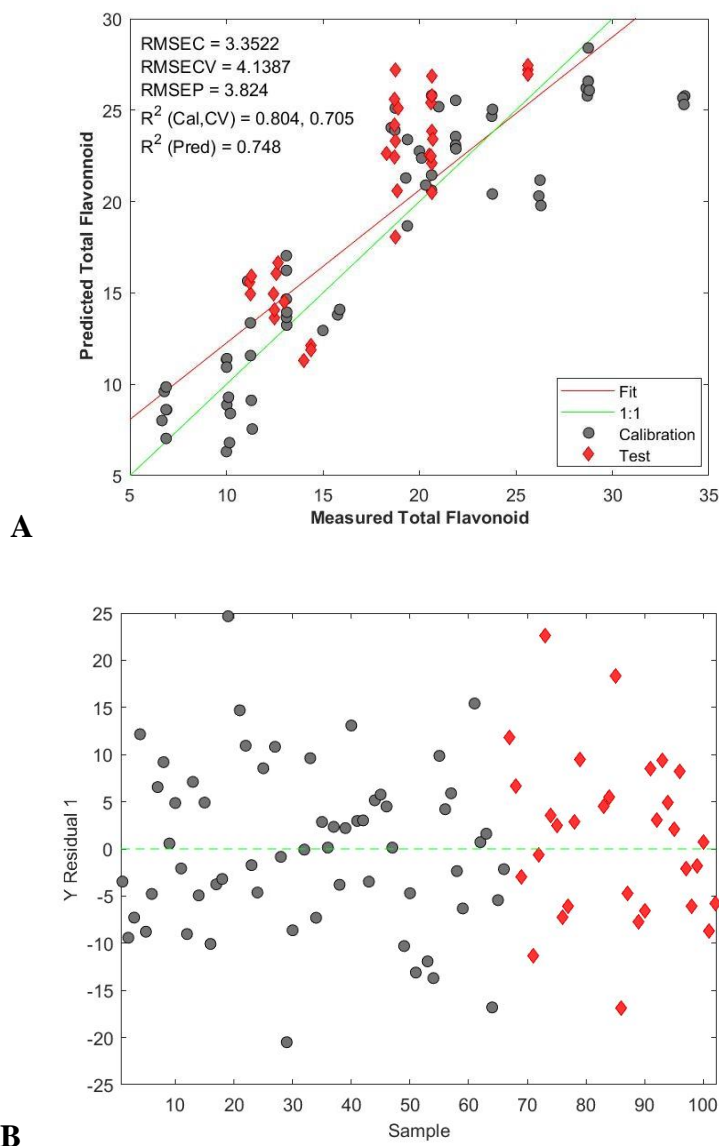 30
25
20
15
10
5
Predicted Total Flavonnoid
RMSEC = 3.3522
RMSECV = 4.1387
RMSEP = 3.824
R² (Cal,CV) = 0.804, 0.705
R² (Pred) = 0.748
Fit
1:1
Calibration
Test
5 10 15 20 25 30 35
Measured Total Flavonoid
A
25
20
15
10
5
0
-5
-10
-15
-20
-25
Y Residual 1
10 20 30 40 50 60 70 80 90 100
Sample
B